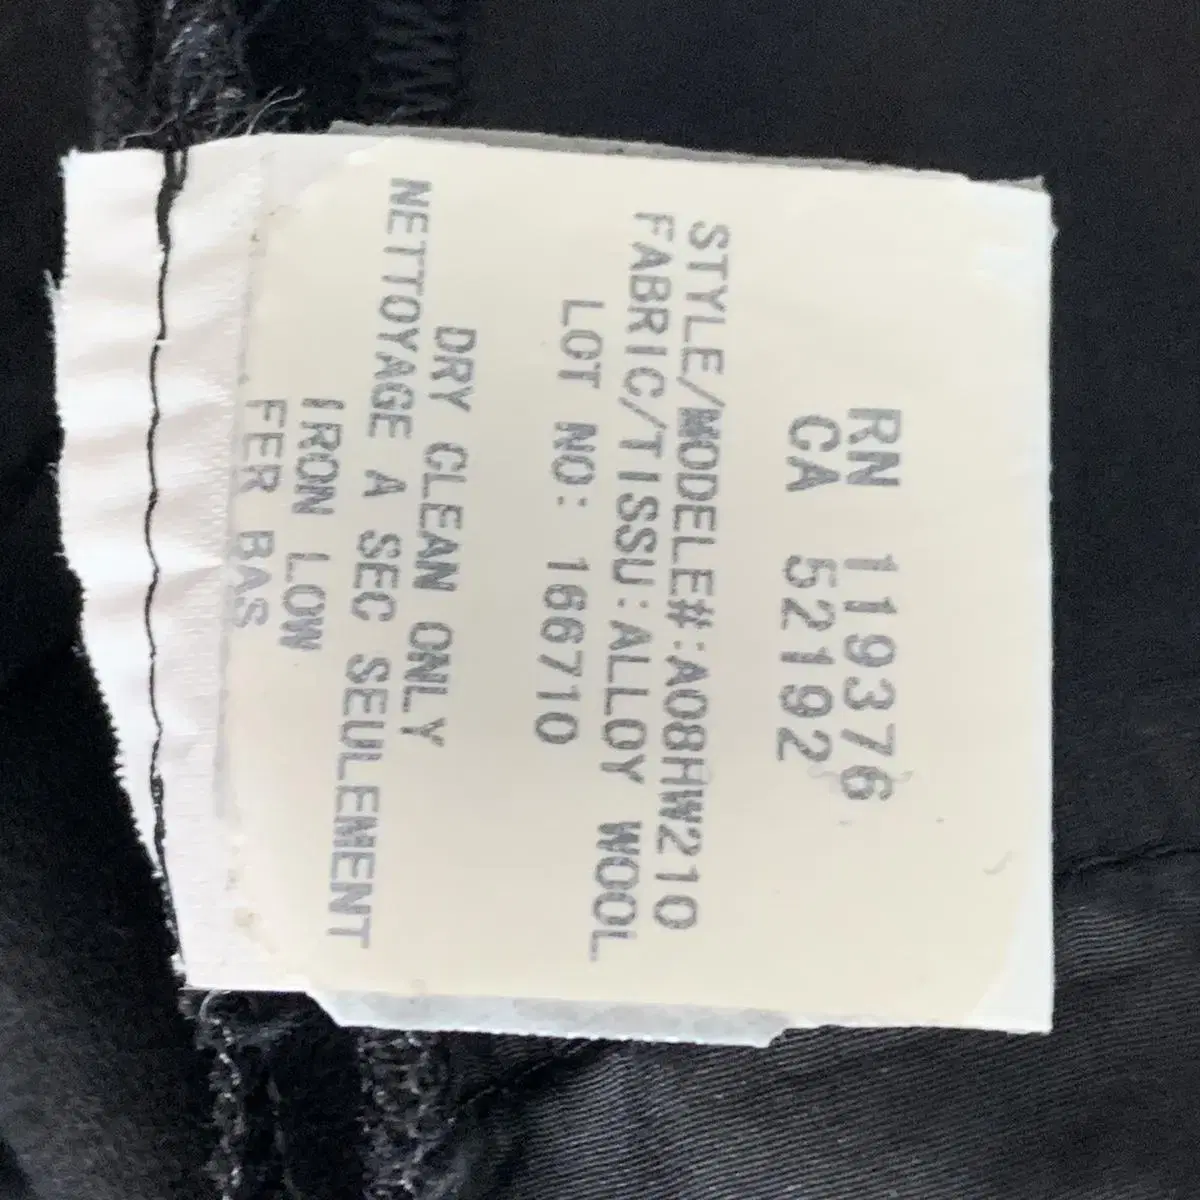 RN 119376
CA 52192
STYLE/MODELE#:A08HW210
FABRIC/TISSU:ALLOY WOOL
LOT NO: 166710
DRY CLEAN ONLY
NETTOYAGE A SEC SEULEMENT
IRON LOW
FER BAS